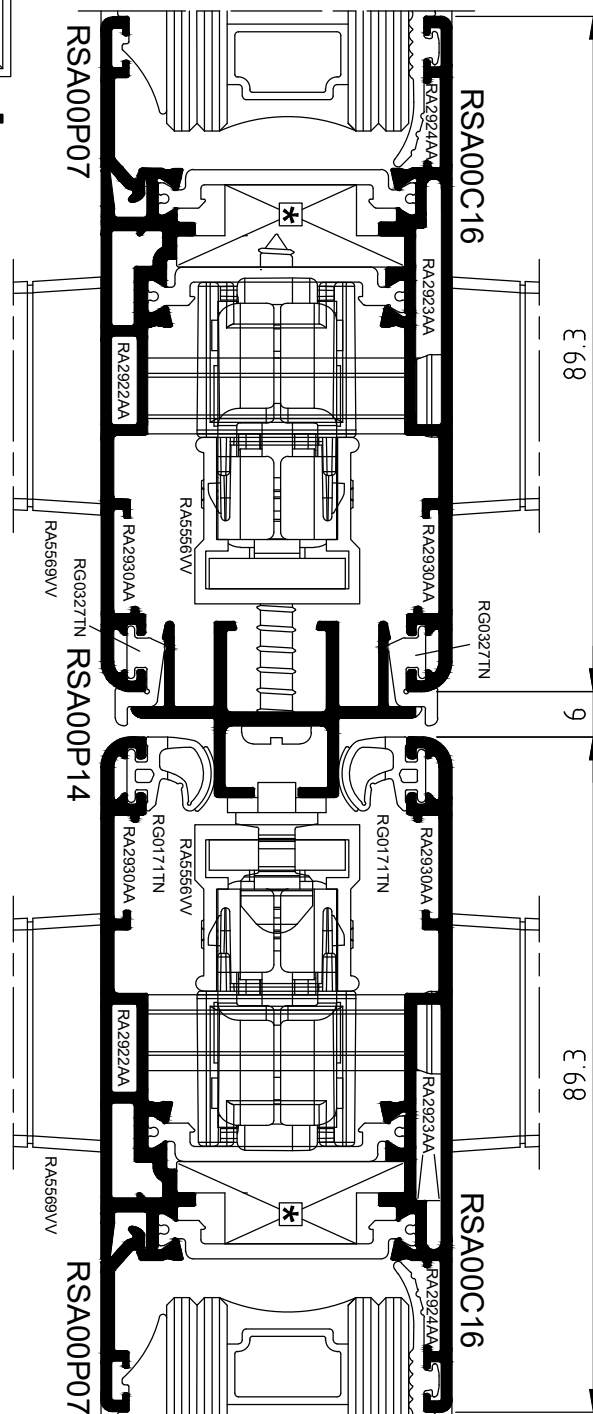 89.3
6
89.3
RSA00C16
RSA00C16
RA2924AA
RA2923AA
RA2930AA
RG0327TN
RA2930AA
RG0171TN
RA2923AA
RA2924AA
*
*
RA5556VV
RA5556VV
RA2922AA
RA2930AA
RG0171TN
RA2930AA
RA2922AA
RSA00P07
RA5569VV
RG0327TN
RSA00P14
RA5569VV
RSA00P07